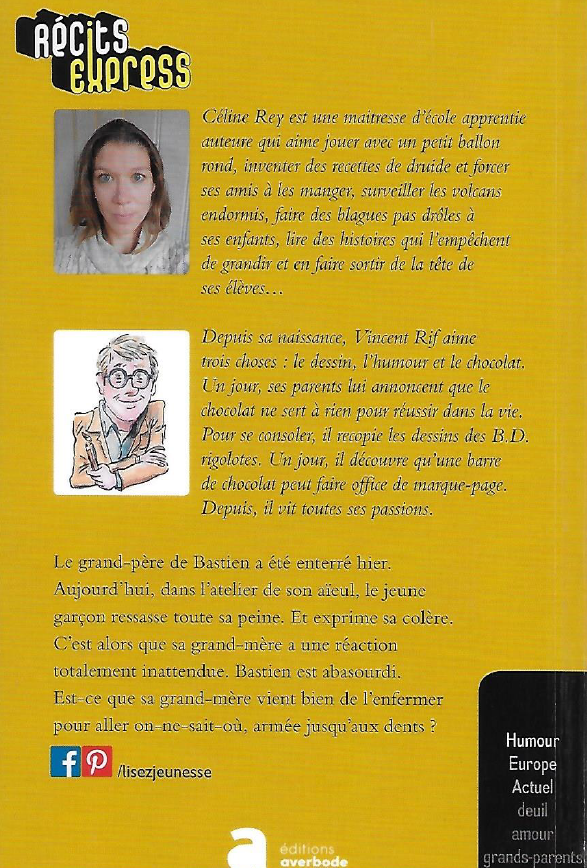 Récits
express
Céline Rey est une maitresse d'école apprentie
auteure qui aime jouer avec un petit ballon
rond, inventer des recettes de druide et forcer
ses amis à les manger, surveiller les volcans
endormis, faire des blagues pas drôles à
ses enfants, lire des histoires qui l'empêchent
de grandir et en faire sortir de la tête de
ses élèves...
Depuis sa naissance, Vincent Rif aime
trois choses : le dessin, l'humour et le chocolat.
Un jour, ses parents lui annoncent que le
chocolat ne sert à rien pour réussir dans la vie.
Pour se consoler, il recopie les dessins des B.D.
rigolotes. Un jour, il découvre qu'une barre
de chocolat peut faire office de marque-page.
Depuis, il vit toutes ses passions.
Le grand-père de Bastien a été enterré hier.
Aujourd'hui, dans l'atelier de son aïeul, le jeune
garçon ressasse toute sa peine. Et exprime sa colère.
C'est alors que sa grand-mère a une réaction
totalement inattendue. Bastien est abasourdi.
Est-ce que sa grand-mère vient bien de l'enfermer
pour aller on-ne-sait-où, armée jusqu'aux dents ?
/lisezjeunesse
Humour
Europe
Actuel
deuil
amour
grands-parents
éditions
averbode